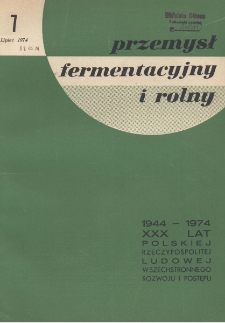 7
Lipiec 1974
przemysł
fermentacyjny
i rolny
1944 – 1974
XXX LAT
POLSKIEJ
RZECZYPOSPOLITEJ
LUDOWEJ
WSZECHSTRONNEGO
ROZWOJU I POSTĘPU